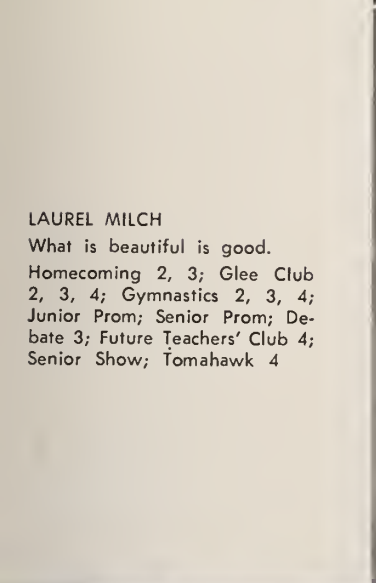 LAUREL MILCH
What is beautiful is good.
Homecoming 2, 3; Glee Club
2, 3, 4; Gymnastics 2, 3, 4;
Junior Prom; Senior Prom; De-
bate 3; Future Teachers' Club 4;
Senior Show; Tomahawk 4